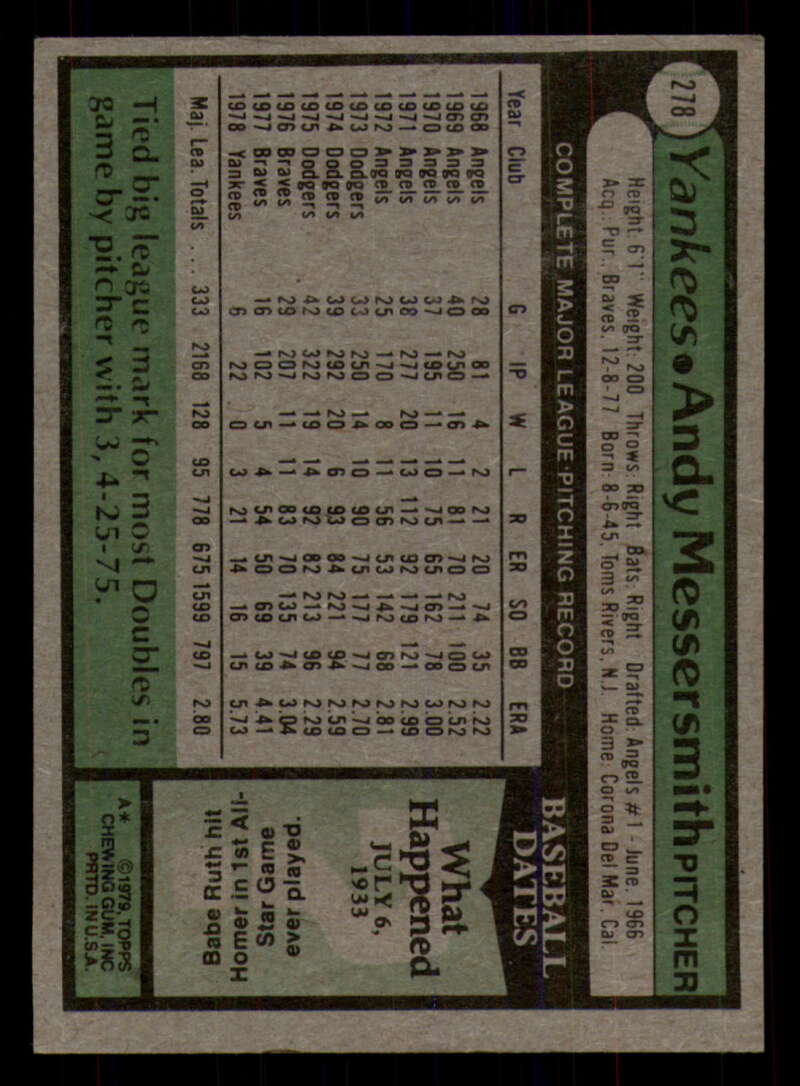 278 Yankees • Andy Messersmith PITCHER
Height: 6'1" Weight: 200 Throws: Right Bats: Right Drafted: Angels #1 - June, 1966
Acq.: Pur., Braves, 12-8-77 Born: 8-6-45, Toms Rivers, N.J. Home: Corona Del Mar, Cal.
COMPLETE MAJOR LEAGUE PITCHING RECORD
Year Club G IP W L R ER SO BB ERA
1968 Angels 28 81 4 2 21 20 74 35 2.22
1969 Angels 40 250 16 11 81 70 211 100 2.52
1970 Angels 37 195 11 10 75 65 162 78 3.00
1971 Angels 38 277 20 13 112 92 179 121 2.99
1972 Angels 25 170 8 11 56 53 142 68 2.81
1973 Dodgers 33 250 14 10 90 75 177 77 2.70
1974 Dodgers 39 292 20 6 93 84 221 94 2.59
1975 Dodgers 42 322 19 14 92 82 213 96 2.29
1976 Braves 29 207 11 11 83 70 135 74 3.04
1977 Braves 16 102 5 4 54 50 69 39 4.41
1978 Yankees 6 22 0 3 21 14 16 15 5.73
Maj. Lea. Totals ... 333 2168 128 95 778 675 1599 797 2.80
Tied big league mark for most Doubles in
game by pitcher with 3, 4-25-75.
BASEBALL
DATES
What
Happened
JULY 6,
1933
Babe Ruth hit
Homer in 1st All-
Star Game
ever played.
A* ©1979, TOPPS
CHEWING GUM, INC
PRTD. IN U.S.A.